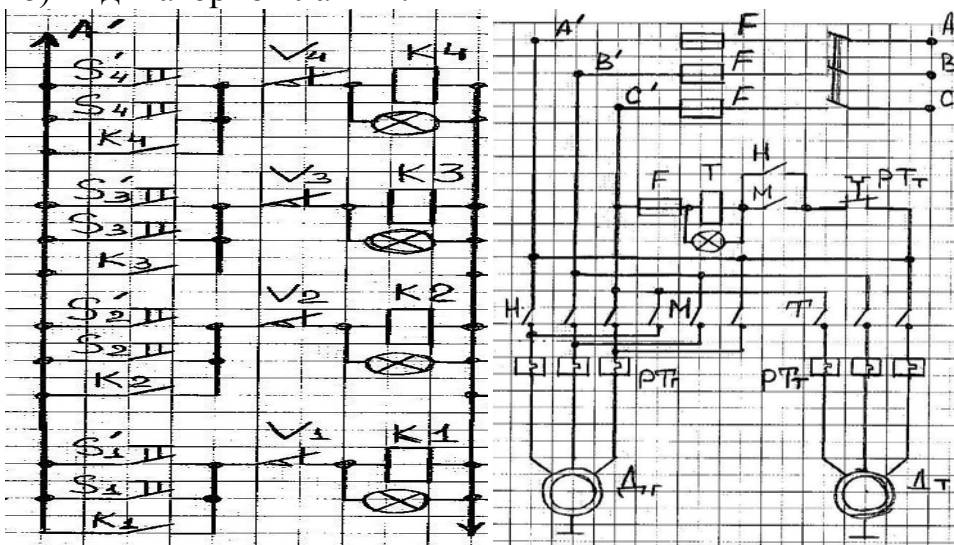 A'
S'4 V4 K4
S4
K4
S'3 V3 K3
S3
K3
S'2 V2 K2
S2
K2
S'1 V1 K1
S1
K1
A' F A
B' F B
C' F C
H
F T M PTт
H M T
PTг PTт
Дпг Дт